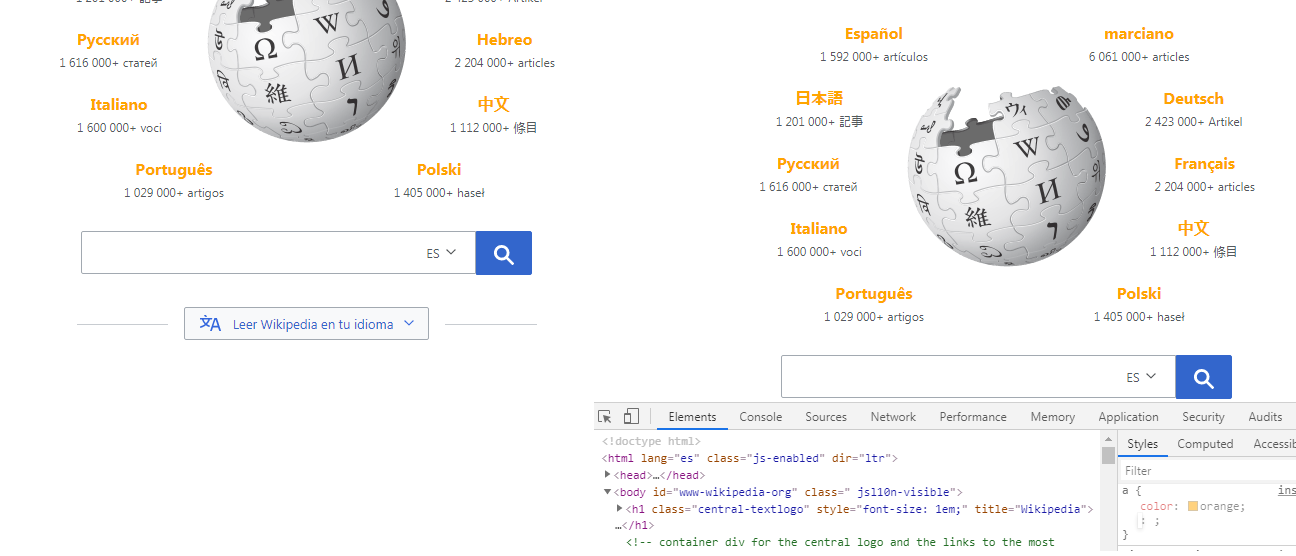 1 201 000+ 記事
2 423 000+ Artikel
Русский
1 616 000+ статей
Hebreo
2 204 000+ articles
Italiano
1 600 000+ voci
中文
1 112 000+ 條目
Português
1 029 000+ artigos
Polski
1 405 000+ haseł
ES
Leer Wikipedia en tu idioma
Español
1 592 000+ artículos
marciano
6 061 000+ articles
日本語
1 201 000+ 記事
Deutsch
2 423 000+ Artikel
Русский
1 616 000+ статей
Français
2 204 000+ articles
Italiano
1 600 000+ voci
中文
1 112 000+ 條目
Português
1 029 000+ artigos
Polski
1 405 000+ haseł
ES
Elements Console Sources Network Performance Memory Application Security Audits
<!doctype html>
<html lang="es" class="js-enabled" dir="ltr">
<head>…</head>
<body id="www-wikipedia-org" class=" jsl10n-visible">
<h1 class="central-textlogo" style="font-size: 1em;" title="Wikipedia">
…</h1>
<!-- container div for the central logo and the links to the most
Styles Computed Accessib
Filter
a { ins
color: orange;
: ;
}